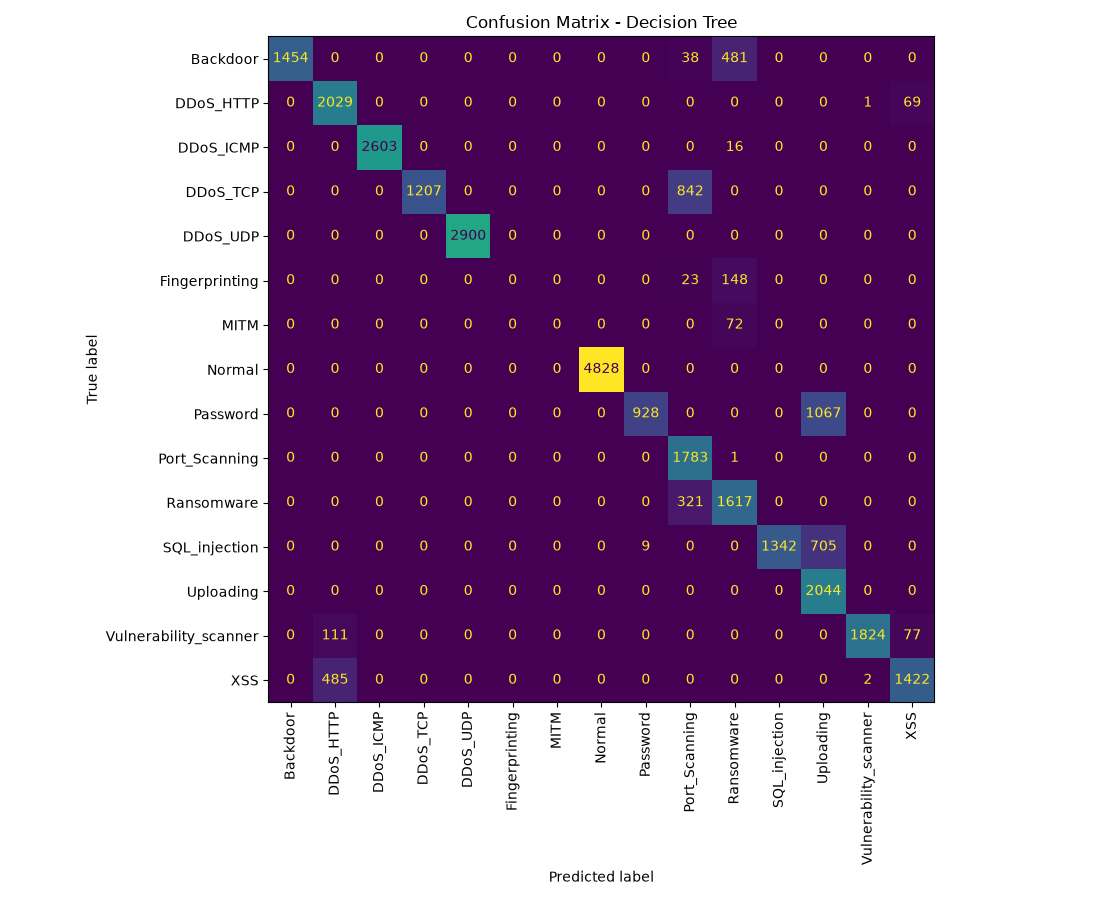 Confusion Matrix - Decision Tree
Backdoor 1454 0 0 0 0 0 0 0 0 38 481 0 0 0 0
DDoS_HTTP 0 2029 0 0 0 0 0 0 0 0 0 0 0 1 69
DDoS_ICMP 0 0 2603 0 0 0 0 0 0 0 16 0 0 0 0
DDoS_TCP 0 0 0 1207 0 0 0 0 0 842 0 0 0 0 0
DDoS_UDP 0 0 0 0 2900 0 0 0 0 0 0 0 0 0 0
Fingerprinting 0 0 0 0 0 0 0 0 0 23 148 0 0 0 0
MITM 0 0 0 0 0 0 0 0 0 0 72 0 0 0 0
Normal 0 0 0 0 0 0 0 4828 0 0 0 0 0 0 0
Password 0 0 0 0 0 0 0 0 928 0 0 0 1067 0 0
Port_Scanning 0 0 0 0 0 0 0 0 0 1783 1 0 0 0 0
Ransomware 0 0 0 0 0 0 0 0 0 321 1617 0 0 0 0
SQL_injection 0 0 0 0 0 0 0 0 9 0 0 1342 705 0 0
Uploading 0 0 0 0 0 0 0 0 0 0 0 0 2044 0 0
Vulnerability_scanner 0 111 0 0 0 0 0 0 0 0 0 0 0 1824 77
XSS 0 485 0 0 0 0 0 0 0 0 0 0 0 2 1422
True label
Backdoor
DDoS_HTTP
DDoS_ICMP
DDoS_TCP
DDoS_UDP
Fingerprinting
MITM
Normal
Password
Port_Scanning
Ransomware
SQL_injection
Uploading
Vulnerability_scanner
XSS
Predicted label